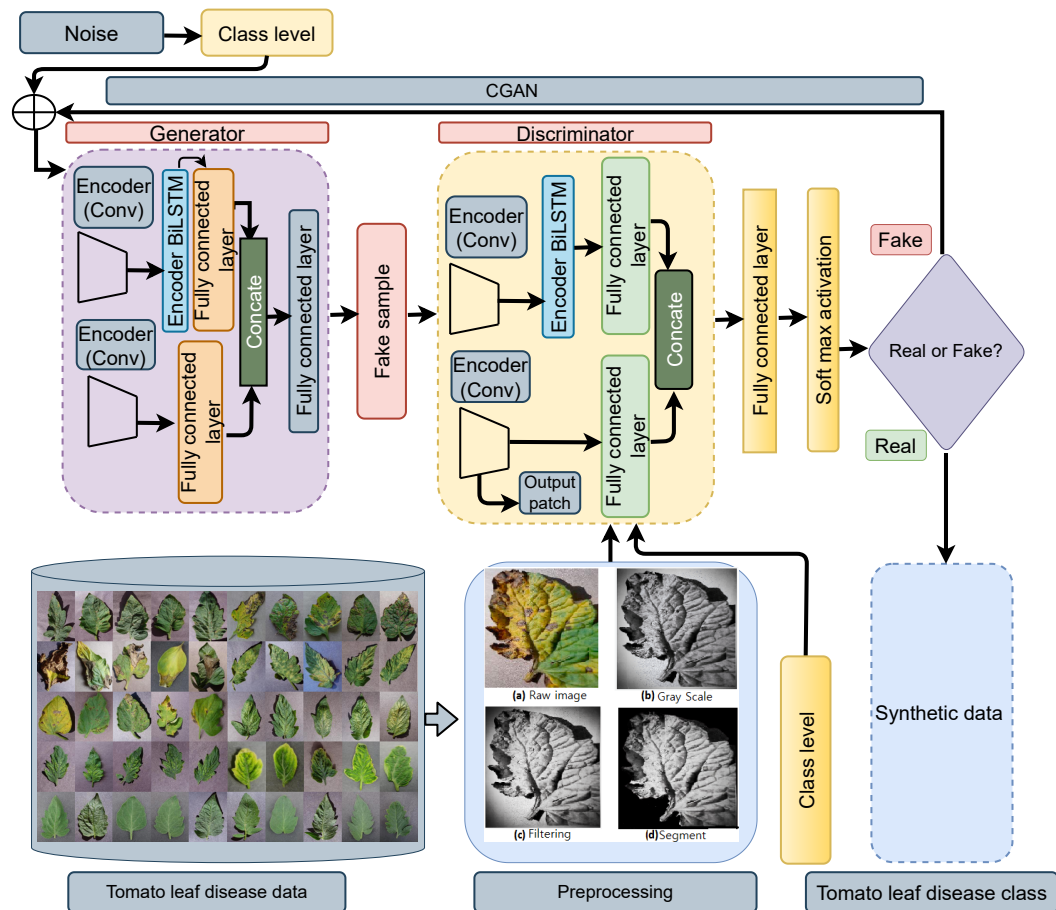 Noise
Class level
CGAN
Generator
Discriminator
Encoder
(Conv)
Encoder BiLSTM
Fully connected
layer
Concate
Fully connected layer
Encoder
(Conv)
Fully connected
layer
Fake sample
Encoder
(Conv)
Encoder BiLSTM
Fully connected
layer
Concate
Encoder
(Conv)
Output
patch
Fully connected
layer
Fully connected layer
Soft max activation
Fake
Real or Fake?
Real
(a) Raw image
(b) Gray Scale
(c) Filtering
(d)Segment
Class level
Synthetic data
Tomato leaf disease data
Preprocessing
Tomato leaf disease class